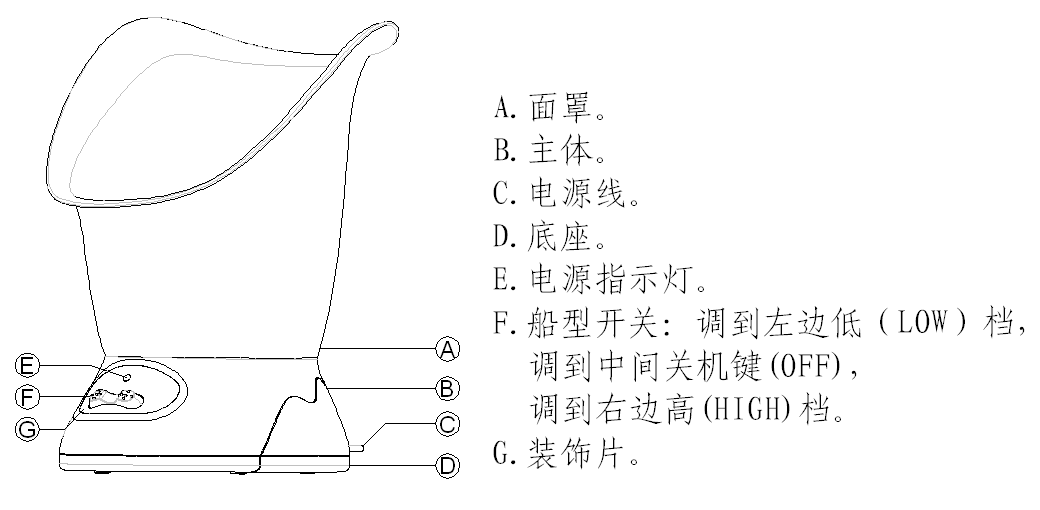 A. 面罩。
B. 主体。
C. 电源线。
D. 底座。
E. 电源指示灯。
F. 船型开关: 调到左边低 (LOW) 档,
调到中间关机键(OFF),
调到右边高(HIGH)档。
G. 装饰片。
A
E
B
F
C
G
D